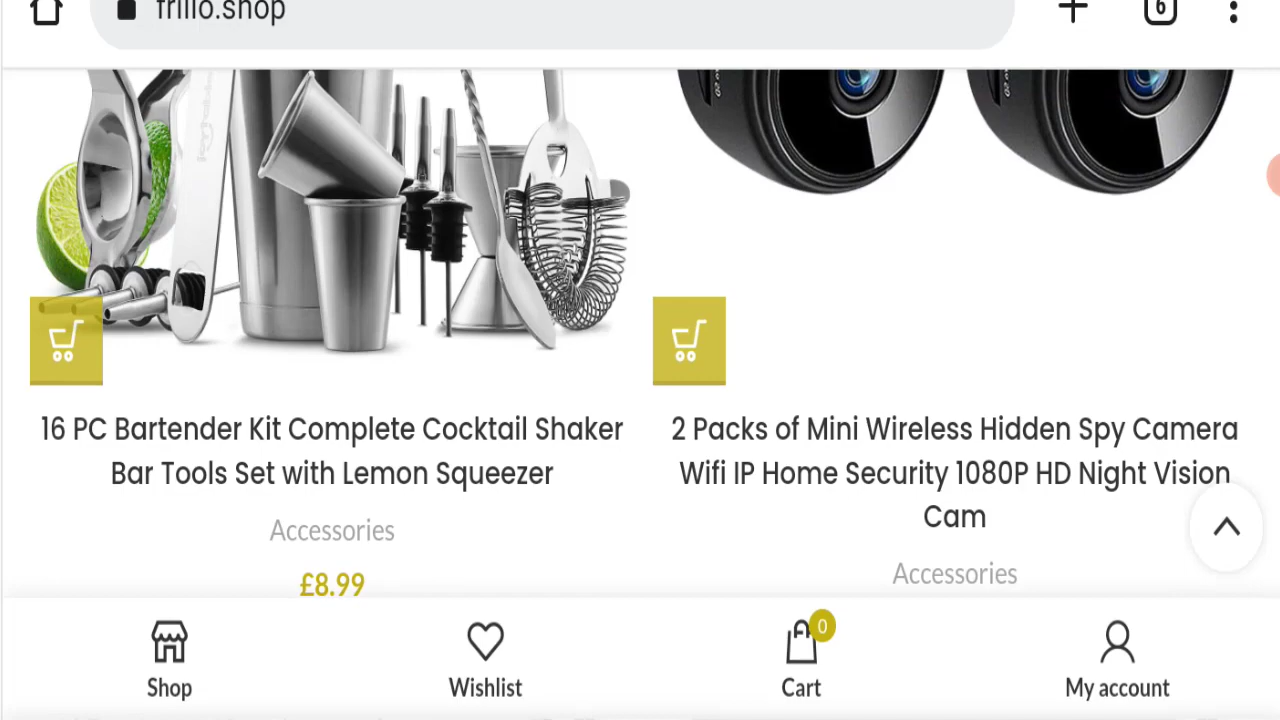 frillo.shop
6
16 PC Bartender Kit Complete Cocktail Shaker
Bar Tools Set with Lemon Squeezer
Accessories
£8.99
2 Packs of Mini Wireless Hidden Spy Camera
Wifi IP Home Security 1080P HD Night Vision
Cam
Accessories
0
Shop
Wishlist
Cart
My account